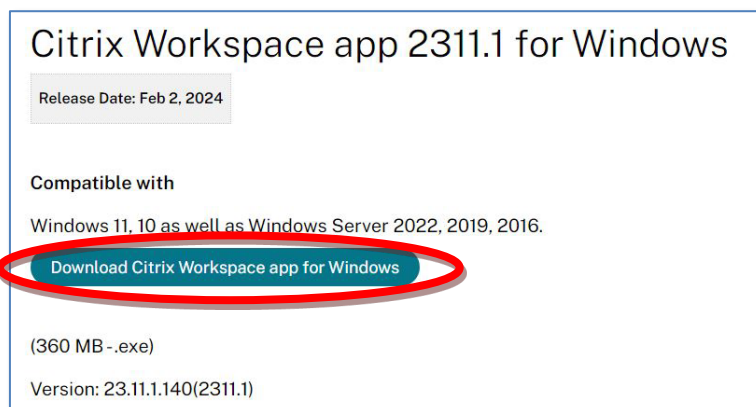 Citrix Workspace app 2311.1 for Windows
Release Date: Feb 2, 2024
Compatible with
Windows 11, 10 as well as Windows Server 2022, 2019, 2016.
Download Citrix Workspace app for Windows
(360 MB - .exe)
Version: 23.11.1.140(2311.1)